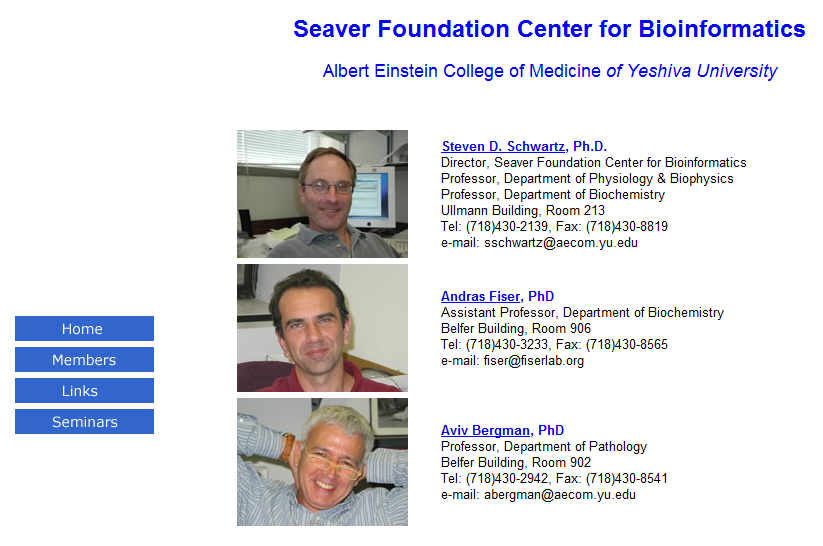 Seaver Foundation Center for Bioinformatics
Albert Einstein College of Medicine of Yeshiva University
Steven D. Schwartz, Ph.D.
Director, Seaver Foundation Center for Bioinformatics
Professor, Department of Physiology & Biophysics
Professor, Department of Biochemistry
Ullmann Building, Room 213
Tel: (718)430-2139, Fax: (718)430-8819
e-mail: sschwartz@aecom.yu.edu
Andras Fiser, PhD
Assistant Professor, Department of Biochemistry
Belfer Building, Room 906
Tel: (718)430-3233, Fax: (718)430-8565
e-mail: fiser@fiserlab.org
Aviv Bergman, PhD
Professor, Department of Pathology
Belfer Building, Room 902
Tel: (718)430-2942, Fax: (718)430-8541
e-mail: abergman@aecom.yu.edu
Home
Members
Links
Seminars